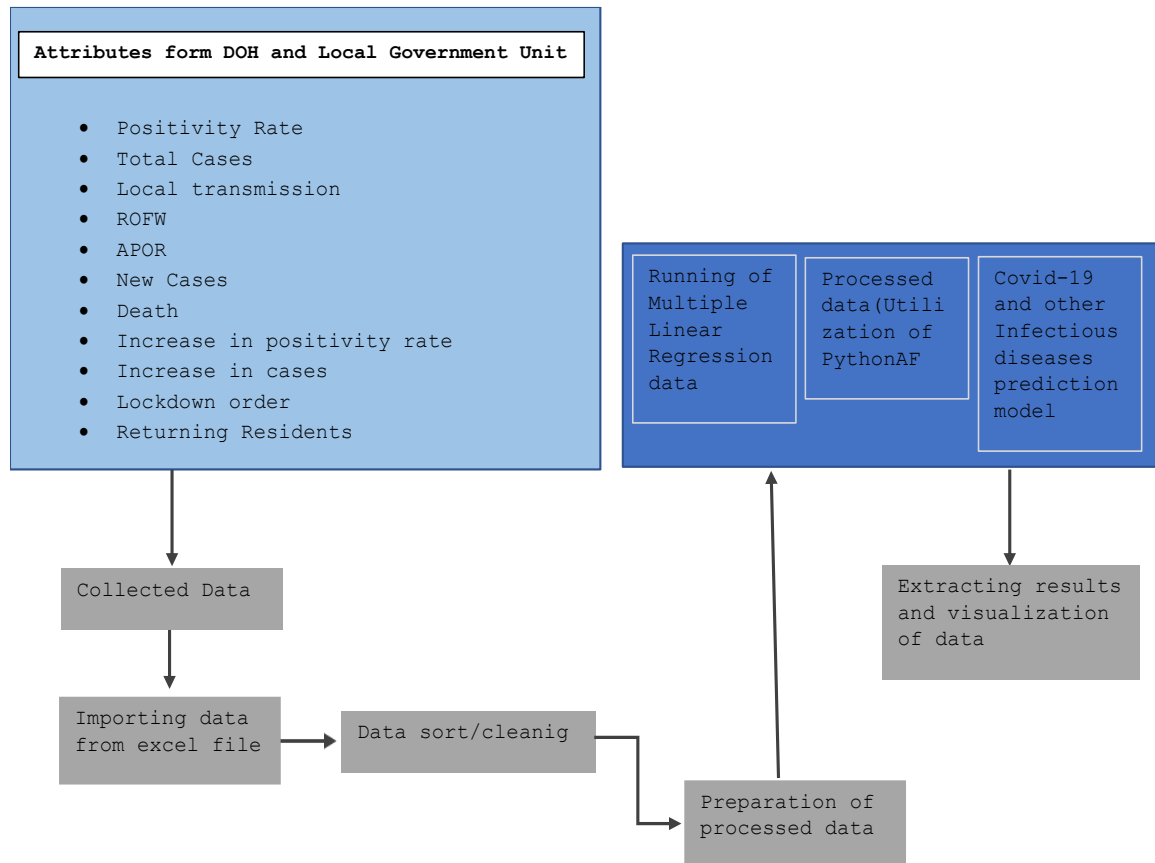 Attributes form DOH and Local Government Unit
• Positivity Rate
• Total Cases
• Local transmission
• ROFW
• APOR
• New Cases
• Death
• Increase in positivity rate
• Increase in cases
• Lockdown order
• Returning Residents
Running of
Multiple
Linear
Regression
data
Processed
data(Utili
zation of
PythonAF
Covid-19
and other
Infectious
diseases
prediction
model
Collected Data
Importing data
from excel file
Data sort/cleanig
Preparation of
processed data
Extracting results
and visualization
of data